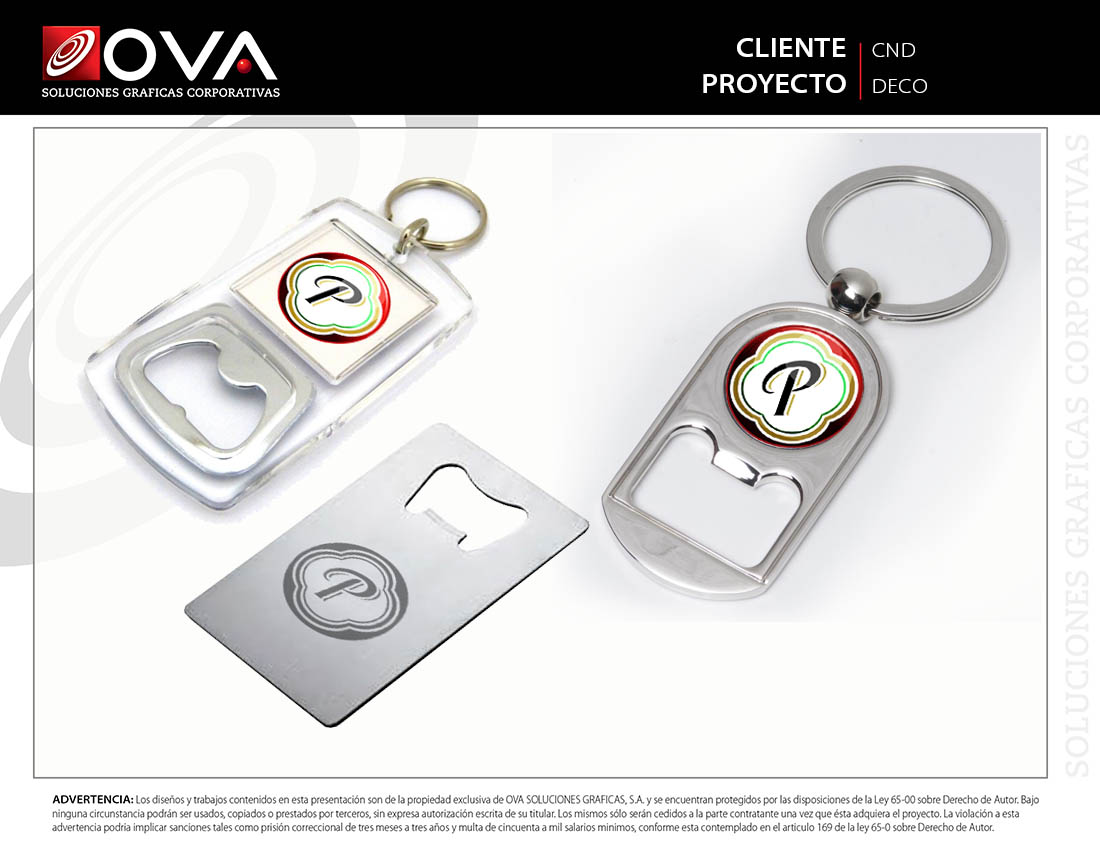 OVA
SOLUCIONES GRAFICAS CORPORATIVAS
CLIENTE CND
PROYECTO DECO
P
P
P
SOLUCIONES GRAFICAS CORPORATIVAS
ADVERTENCIA: Los diseños y trabajos contenidos en esta presentación son de la propiedad exclusiva de OVA SOLUCIONES GRAFICAS, S.A. y se encuentran protegidos por las disposiciones de la Ley 65-00 sobre Derecho de Autor. Bajo
ninguna circunstancia podrán ser usados, copiados o prestados por terceros, sin expresa autorización escrita de su titular. Los mismos sólo serán cedidos a la parte contratante una vez que ésta adquiera el proyecto. La violación a esta
advertencia podria implicar sanciones tales como prisión correccional de tres meses a tres años y multa de cincuenta a mil salarios minimos, conforme esta contemplado en el articulo 169 de la ley 65-0 sobre Derecho de Autor.